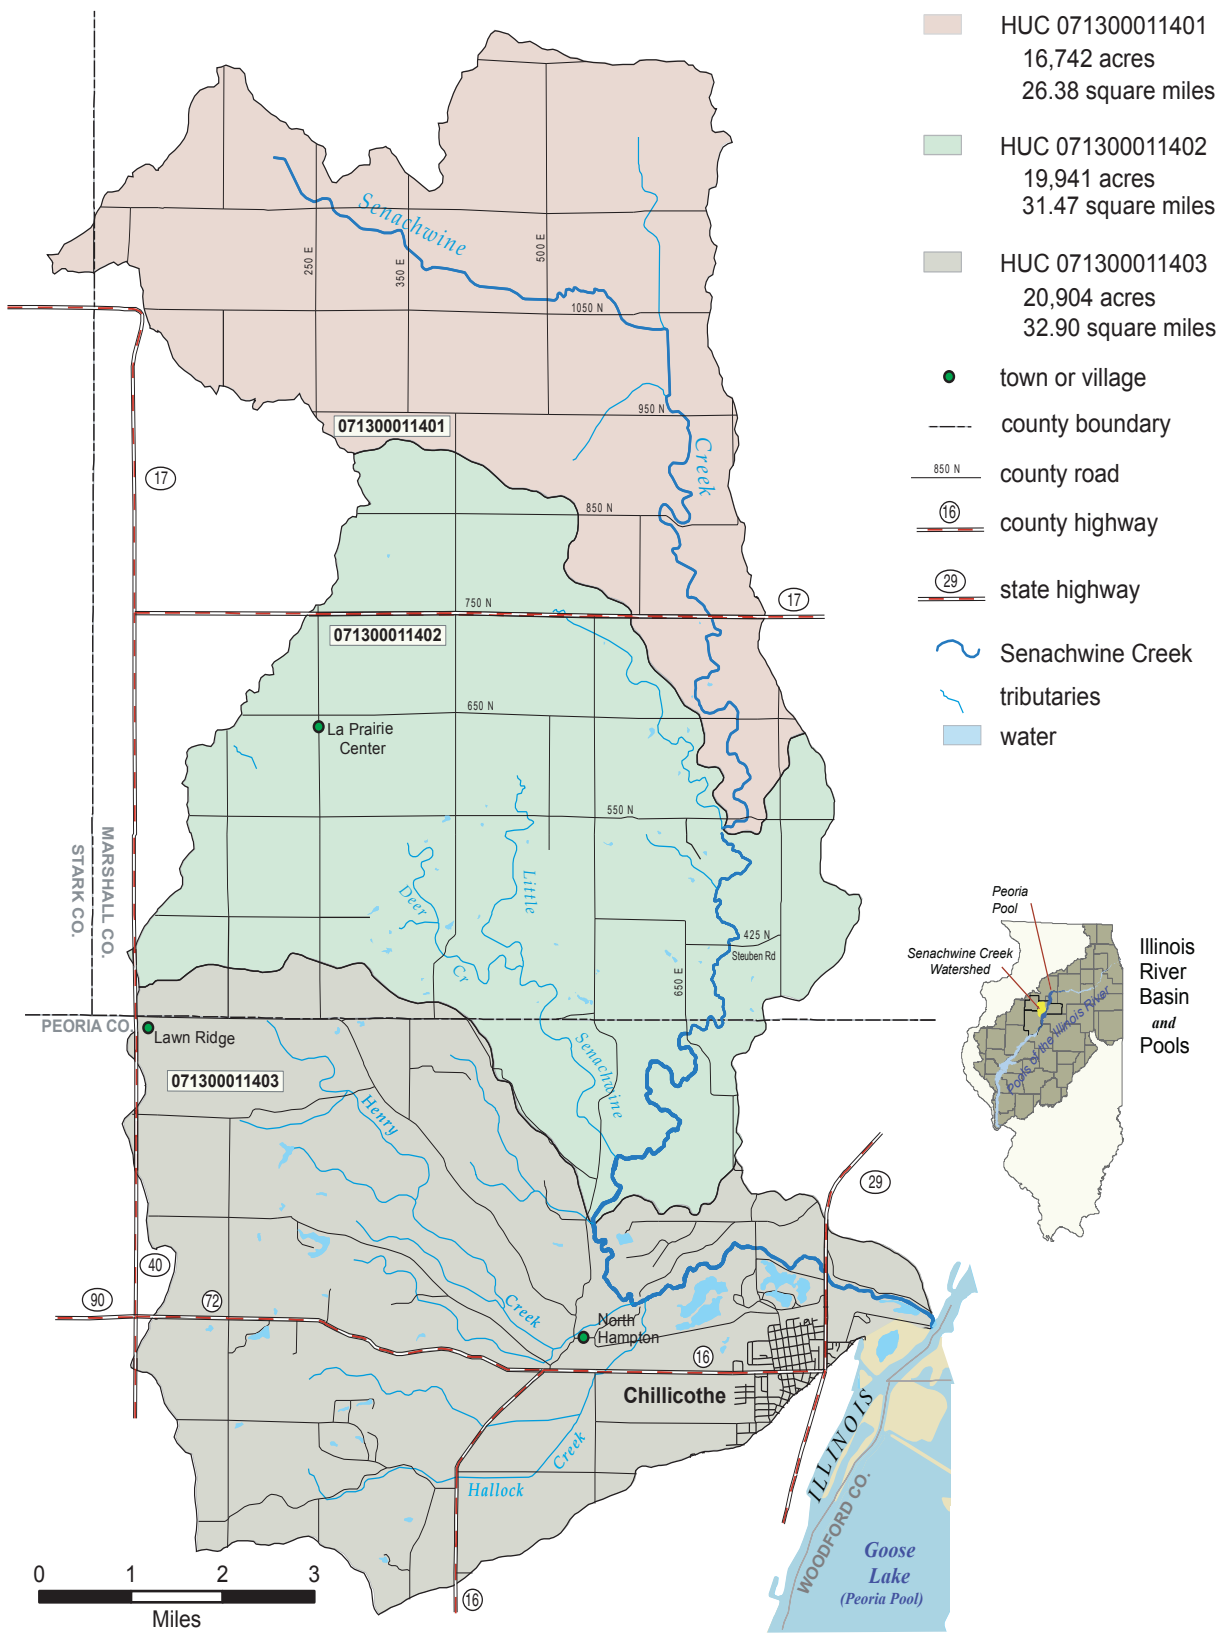 HUC 071300011401
16,742 acres
26.38 square miles
HUC 071300011402
19,941 acres
31.47 square miles
HUC 071300011403
20,904 acres
32.90 square miles
town or village
county boundary
850 N
county road
16
county highway
29
state highway
Senachwine Creek
tributaries
water
Senachwine
250 E
350 E
500 E
1050 N
950 N
071300011401
Creek
17
850 N
750 N
17
071300011402
650 N
La Prairie
Center
550 N
MARSHALL CO.
STARK CO.
Deer
Cr
Little
Senachwine
425 N
Steuben Rd
650 E
PEORIA CO.
Lawn Ridge
071300011403
Henry
Creek
29
40
90
72
North
Hampton
16
Chillicothe
Creek
Hallock
16
ILLINOIS
WOODFORD CO.
Goose
Lake
(Peoria Pool)
Peoria
Pool
Senachwine Creek
Watershed
Pools of the Illinois River
Illinois
River
Basin
and
Pools
0 1 2 3
Miles